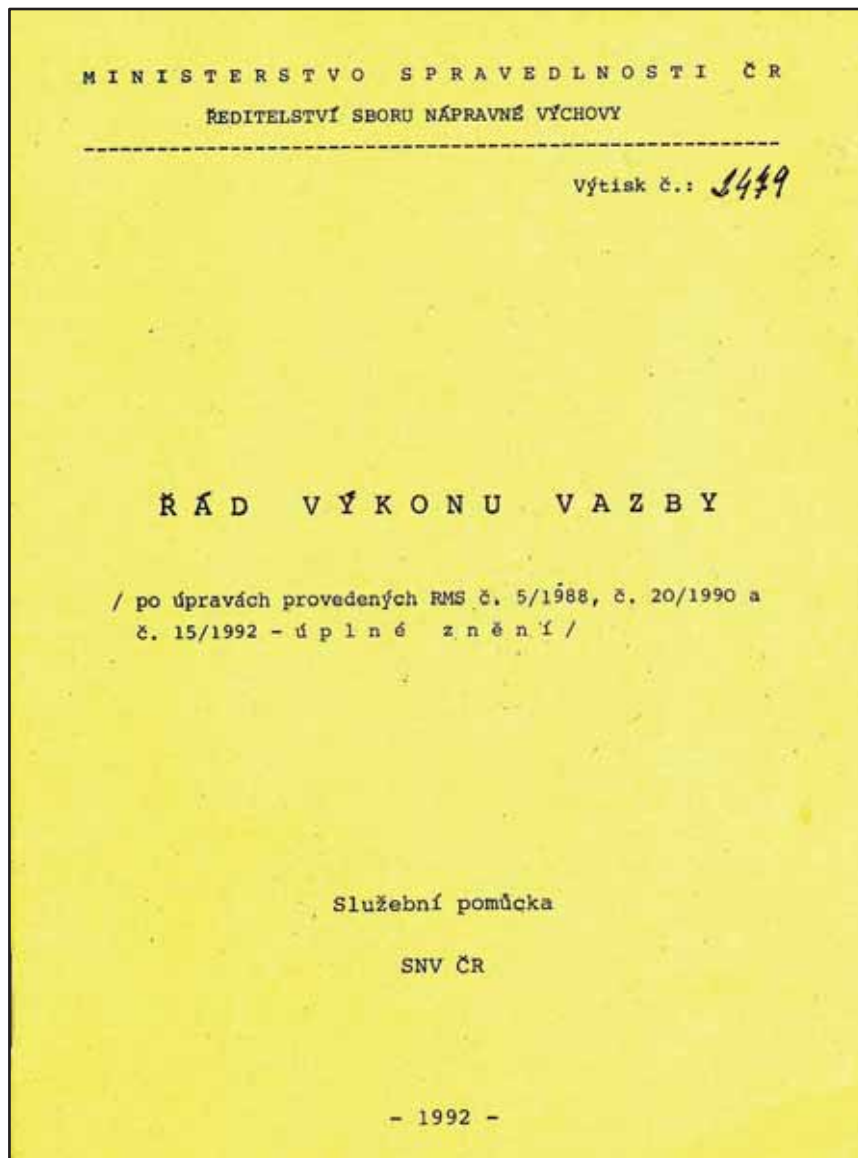 MINISTERSTVO SPRAVEDLNOSTI ČR
ŘEDITELSTVÍ SBORU NÁPRAVNÉ VÝCHOVY
Výtisk č.: 2479
ŘÁD VÝKONU VAZBY
/ po úpravách provedených RMS č. 5/1988, č. 20/1990 a
č. 15/1992 - úplné znění /
Služební pomůcka
SNV ČR
- 1992 -